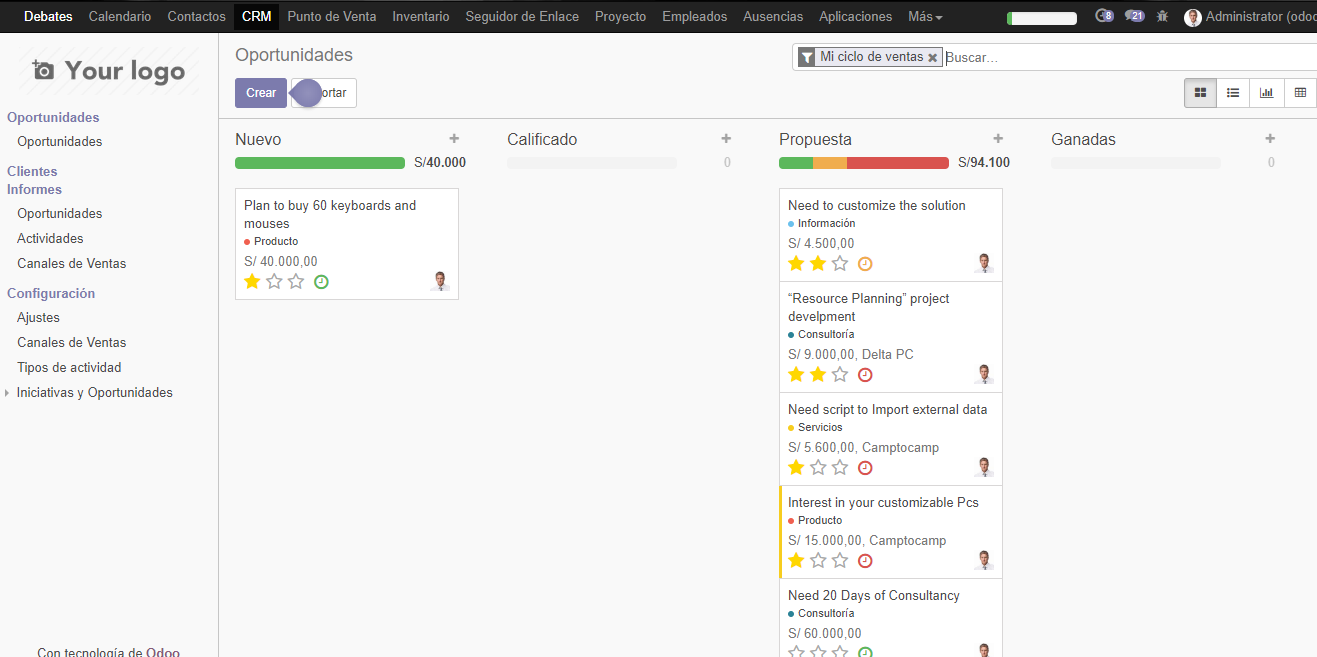 Debates Calendario Contactos CRM Punto de Venta Inventario Seguidor de Enlace Proyecto Empleados Ausencias Aplicaciones Más 8 21 Administrator (odoo
Your logo
Oportunidades
Mi ciclo de ventas Buscar...
Crear ortar
Oportunidades
Oportunidades
Clientes
Informes
Oportunidades
Actividades
Canales de Ventas
Configuración
Ajustes
Canales de Ventas
Tipos de actividad
Iniciativas y Oportunidades
Con tecnología de Odoo
Nuevo +
S/40.000
Plan to buy 60 keyboards and
mouses
Producto
S/ 40.000,00
Calificado +
0
Propuesta +
S/94.100
Need to customize the solution
Información
S/ 4.500,00
“Resource Planning” project
develpment
Consultoría
S/ 9.000,00, Delta PC
Need script to Import external data
Servicios
S/ 5.600,00, Camptocamp
Interest in your customizable Pcs
Producto
S/ 15.000,00, Camptocamp
Need 20 Days of Consultancy
Consultoría
S/ 60.000,00
Ganadas +
0